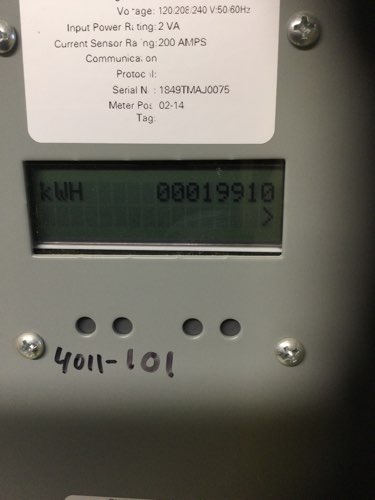 Voltage: 120:208:240 V:50:60Hz
Input Power Rating: 2 VA
Current Sensor Rating: 200 AMPS
Communication
Protocol:
Serial N : 1849TMAJ0075
Meter Pos: 02-14
Tag:
kWH 00019910
>
4011-101